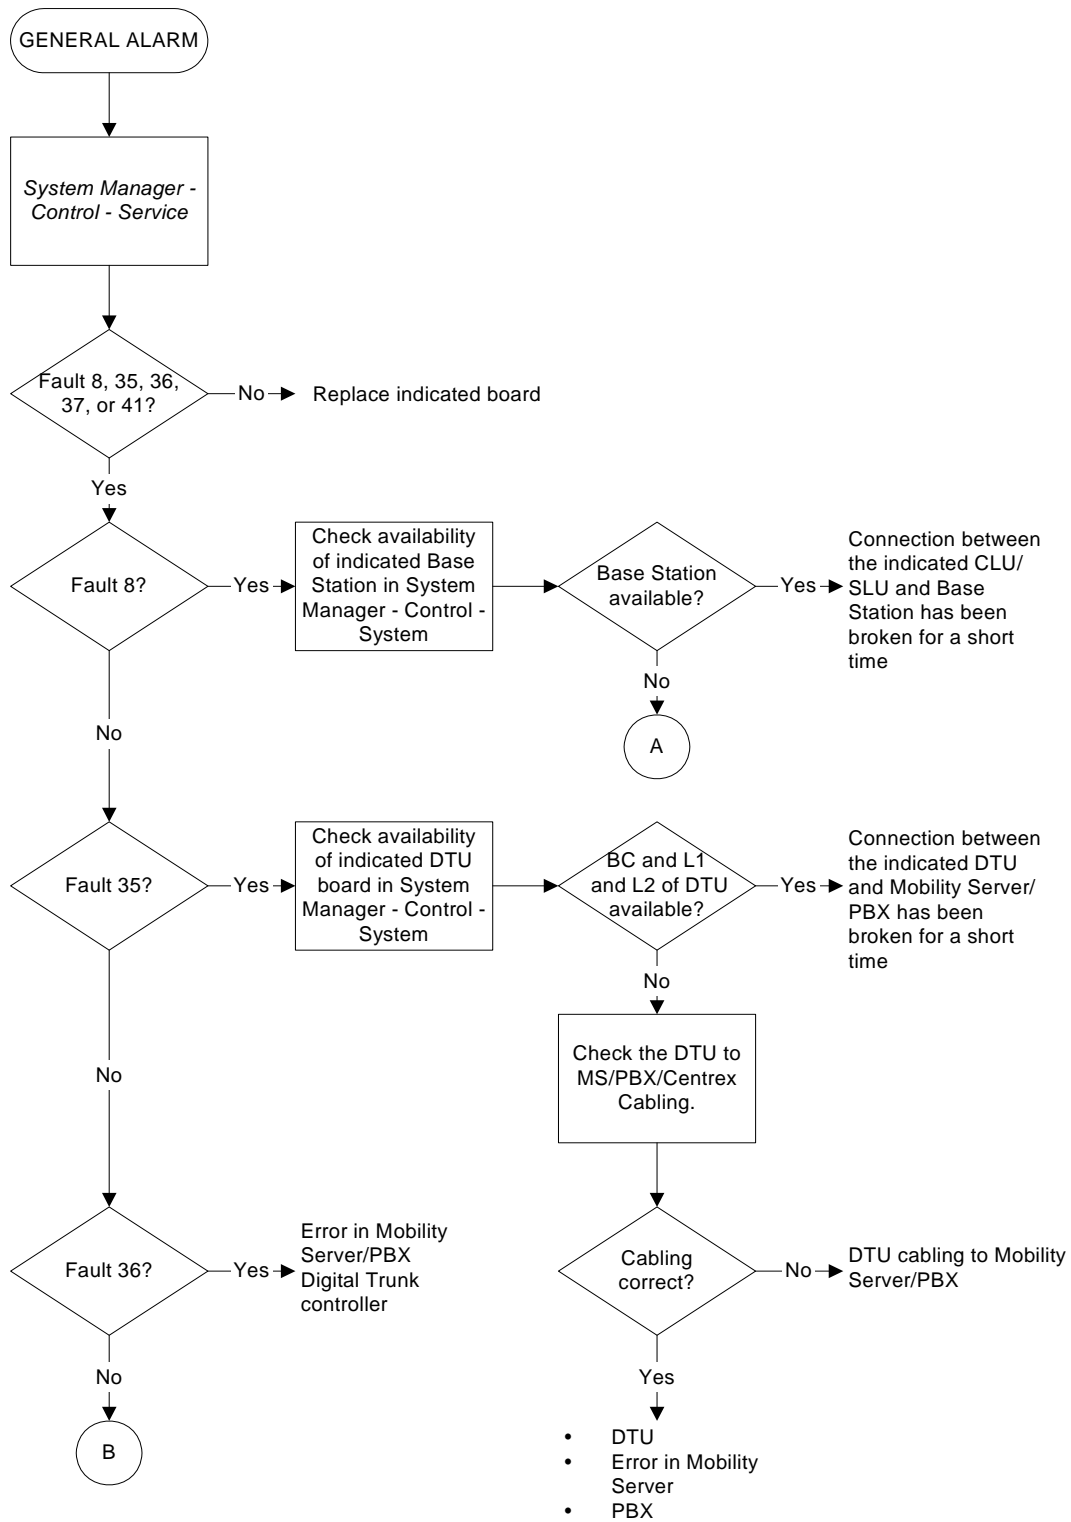 GENERAL ALARM
System Manager -
Control - Service
Fault 8, 35, 36,
37, or 41?
No
Replace indicated board
Yes
Fault 8?
Yes
Check availability
of indicated Base
Station in System
Manager - Control -
System
Base Station
available?
Yes
Connection between
the indicated CLU/
SLU and Base
Station has been
broken for a short
time
No
A
No
Fault 35?
Yes
Check availability
of indicated DTU
board in System
Manager - Control -
System
BC and L1
and L2 of DTU
available?
Yes
Connection between
the indicated DTU
and Mobility Server/
PBX has been
broken for a short
time
No
Check the DTU to
MS/PBX/Centrex
Cabling.
No
Fault 36?
Yes
Error in Mobility
Server/PBX
Digital Trunk
controller
Cabling
correct?
No
DTU cabling to Mobility
Server/PBX
No
B
Yes
• DTU
• Error in Mobility
Server
• PBX